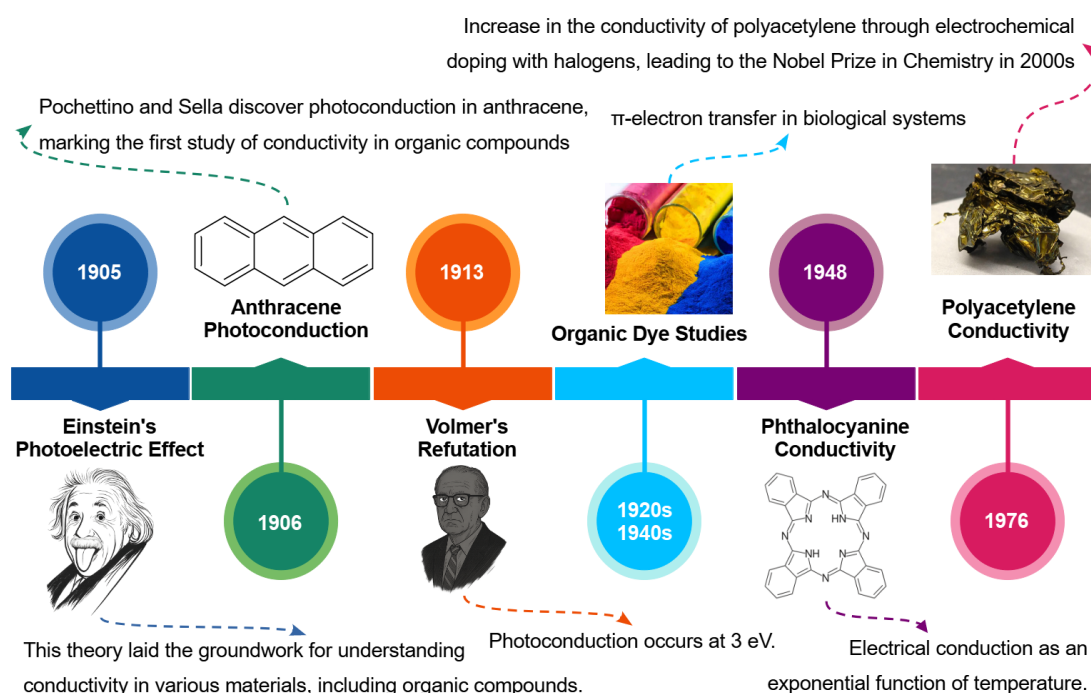 Increase in the conductivity of polyacetylene through electrochemical
doping with halogens, leading to the Nobel Prize in Chemistry in 2000s
Pochettino and Sella discover photoconduction in anthracene,
marking the first study of conductivity in organic compounds
π-electron transfer in biological systems
1905
Anthracene
Photoconduction
1913
Organic Dye Studies
1948
Polyacetylene
Conductivity
Einstein's
Photoelectric Effect
1906
Volmer's
Refutation
1920s
1940s
Phthalocyanine
Conductivity
1976
N
N
N
HN
N
N
NH
N
N
This theory laid the groundwork for understanding
conductivity in various materials, including organic compounds.
Photoconduction occurs at 3 eV.
Electrical conduction as an
exponential function of temperature.